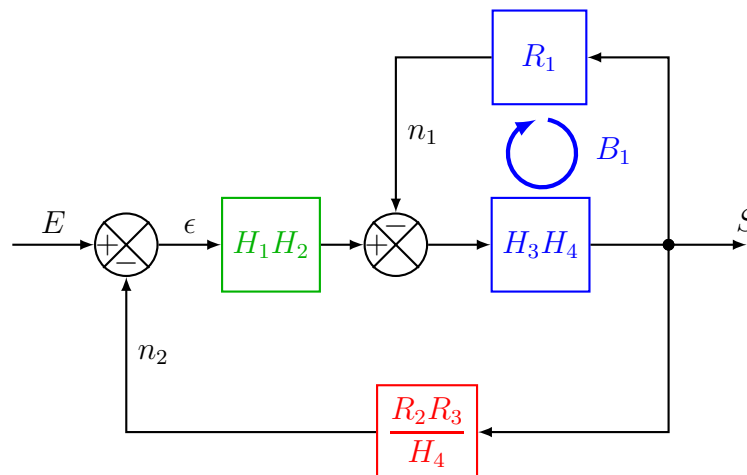 R₁
n₁
B₁
E
+
−
ϵ
H₁H₂
+
−
H₃H₄
S
n₂
R₂R₃
H₄